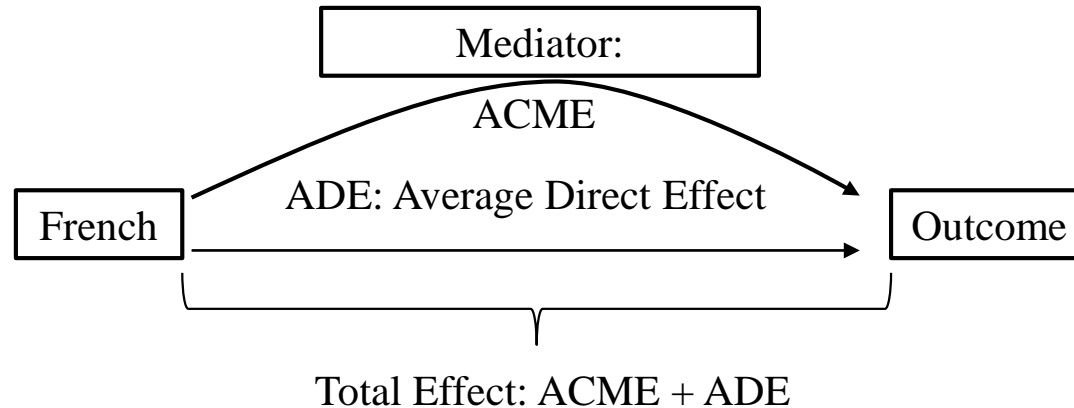 Mediator:
ACME
ADE: Average Direct Effect
French
Outcome
Total Effect: ACME + ADE